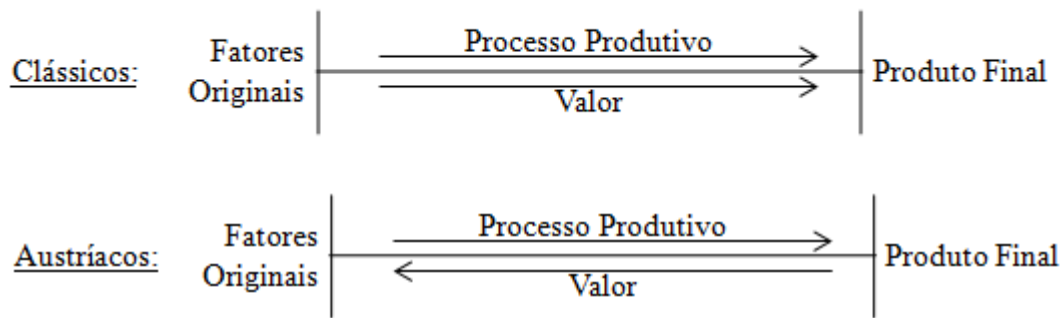 Processo Produtivo
Clássicos:
Fatores
Originais
Produto Final
Valor
Processo Produtivo
Austríacos:
Fatores
Originais
Produto Final
Valor